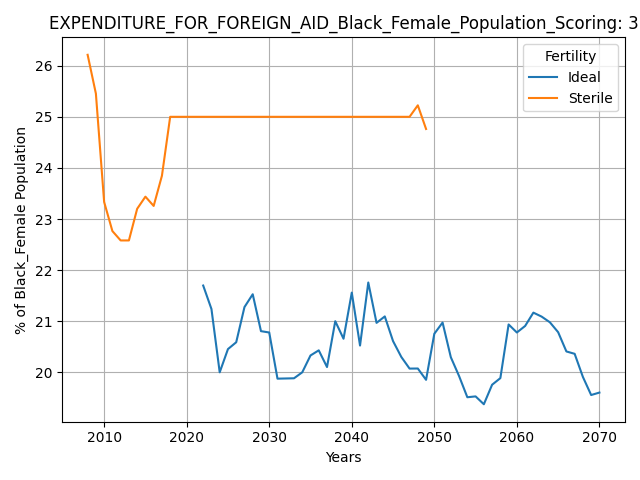 EXPENDITURE_FOR_FOREIGN_AID_Black_Female_Population_Scoring: 3
Fertility
Ideal
Sterile
% of Black_Female Population
26
25
24
23
22
21
20
2010 2020 2030 2040 2050 2060 2070
Years